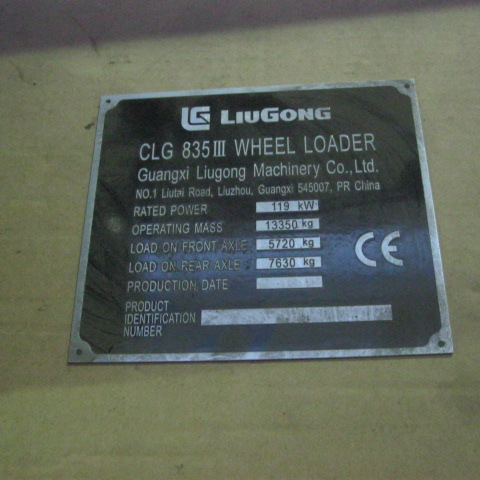 LG LIUGONG
CLG 835III WHEEL LOADER
Guangxi Liugong Machinery Co.,Ltd.
NO.1 Liutai Road, Liuzhou, Guangxi 545007, PR China
RATED POWER 119 kW
OPERATING MASS 13350 kg
LOAD ON FRONT AXLE 5720 kg
LOAD ON REAR AXLE 7630 kg
CE
PRODUCTION DATE
PRODUCT
IDENTIFICATION
NUMBER